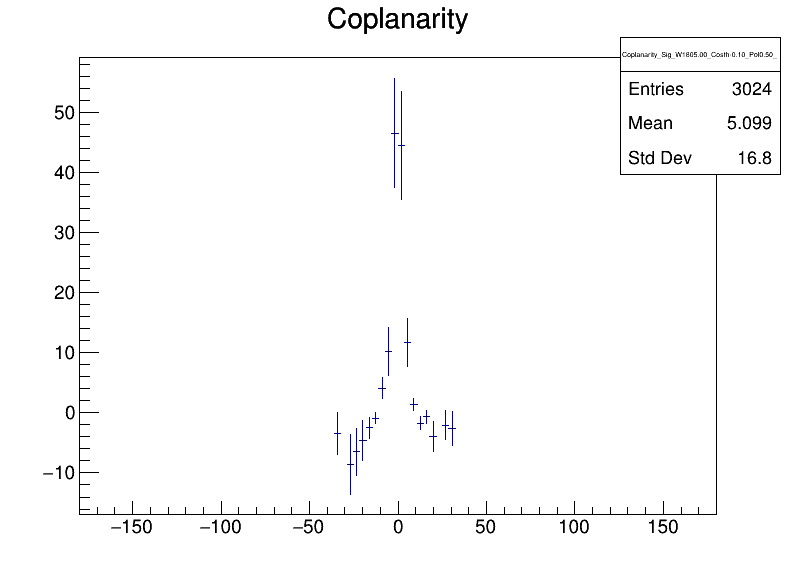 Coplanarity
Coplanarity_Sig_W1605.00_Costh-0.10_Pol0.50_
Entries 3024
Mean 5.099
Std Dev 16.8
50
40
30
20
10
0
−10
−150 −100 −50 0 50 100 150